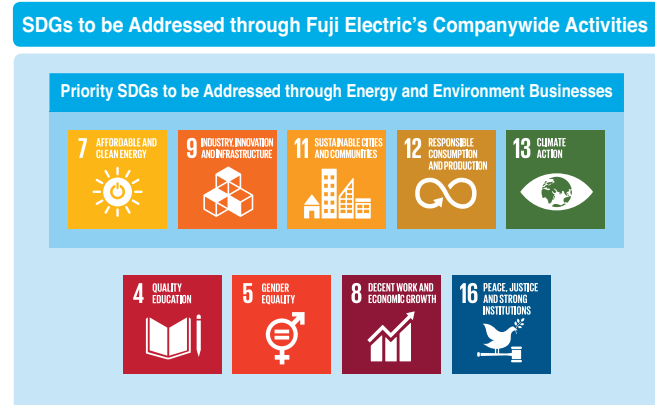 SDGs to be Addressed through Fuji Electric's Companywide Activities
Priority SDGs to be Addressed through Energy and Environment Businesses
7 AFFORDABLE AND
CLEAN ENERGY
9 INDUSTRY, INNOVATION
AND INFRASTRUCTURE
11 SUSTAINABLE CITIES
AND COMMUNITIES
12 RESPONSIBLE
CONSUMPTION
AND PRODUCTION
13 CLIMATE
ACTION
4 QUALITY
EDUCATION
5 GENDER
EQUALITY
8 DECENT WORK AND
ECONOMIC GROWTH
16 PEACE, JUSTICE
AND STRONG
INSTITUTIONS